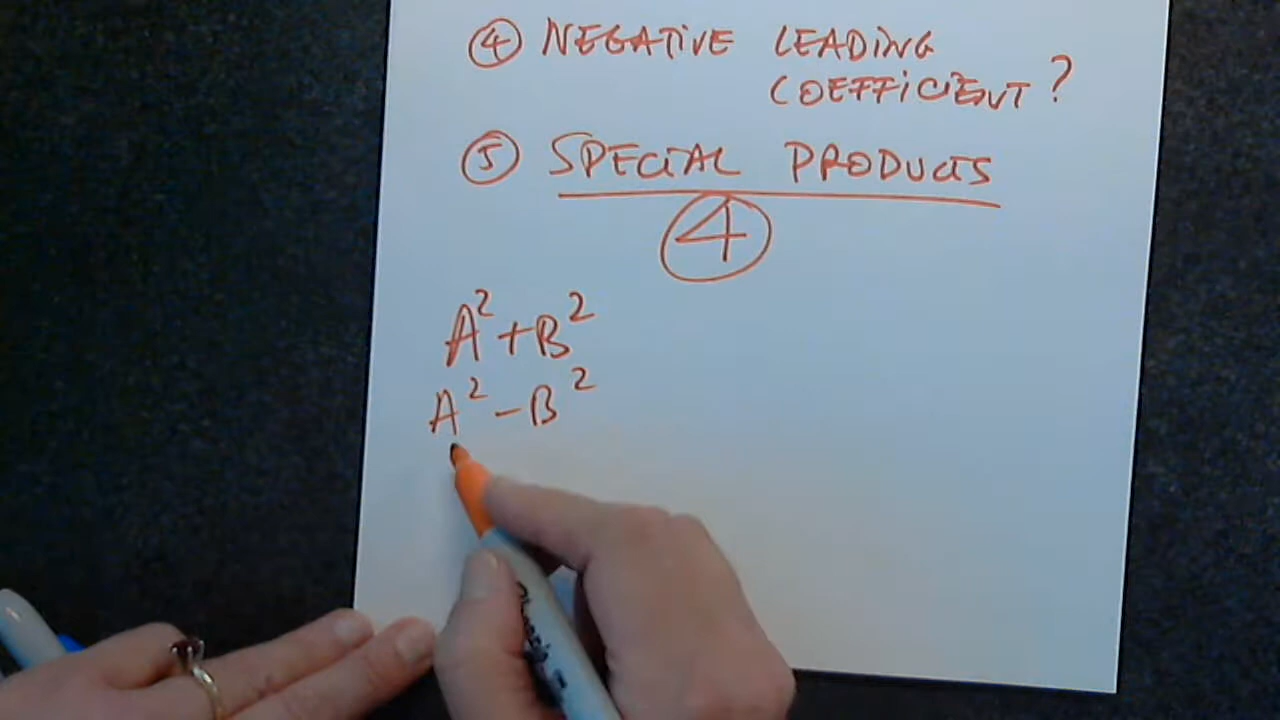 ④ NEGATIVE LEADING
COEFFICIENT?
⑤ SPECIAL PRODUCTS
④
A² + B²
A² - B²